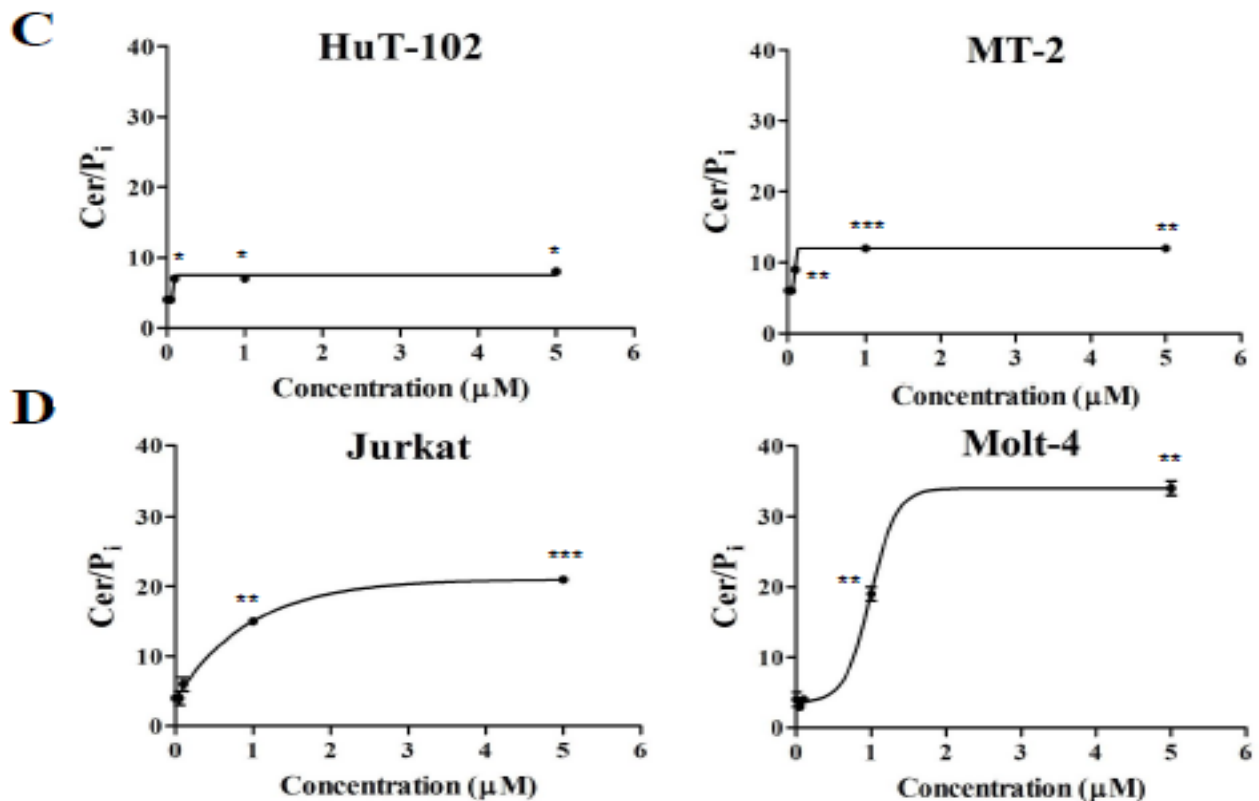 C
HuT-102
40
30
20
10
0
Cer/Pi
* * *
0 1 2 3 4 5 6
Concentration (μM)
MT-2
40
30
20
10
0
Cer/Pi
** *** **
0 1 2 3 4 5 6
Concentration (μM)
D
Jurkat
40
30
20
10
0
Cer/Pi
** ***
0 1 2 3 4 5 6
Concentration (μM)
Molt-4
40
30
20
10
0
Cer/Pi
** **
0 1 2 3 4 5 6
Concentration (μM)